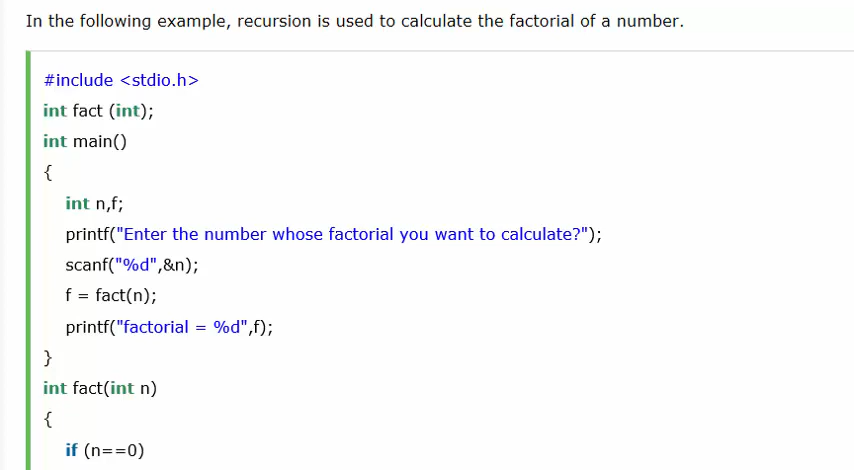 In the following example, recursion is used to calculate the factorial of a number.
#include <stdio.h>
int fact (int);
int main()
{
int n,f;
printf("Enter the number whose factorial you want to calculate?");
scanf("%d",&n);
f = fact(n);
printf("factorial = %d",f);
}
int fact(int n)
{
if (n==0)